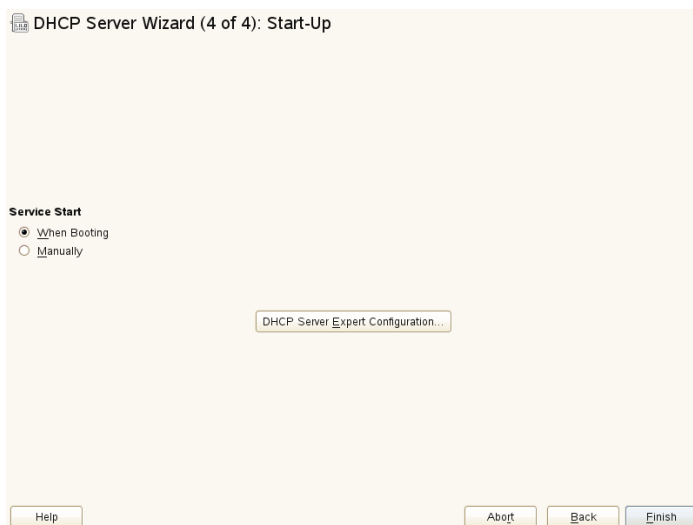 DHCP Server Wizard (4 of 4): Start-Up
Service Start
When Booting
Manually
DHCP Server Expert Configuration...
Help
Abort
Back
Finish